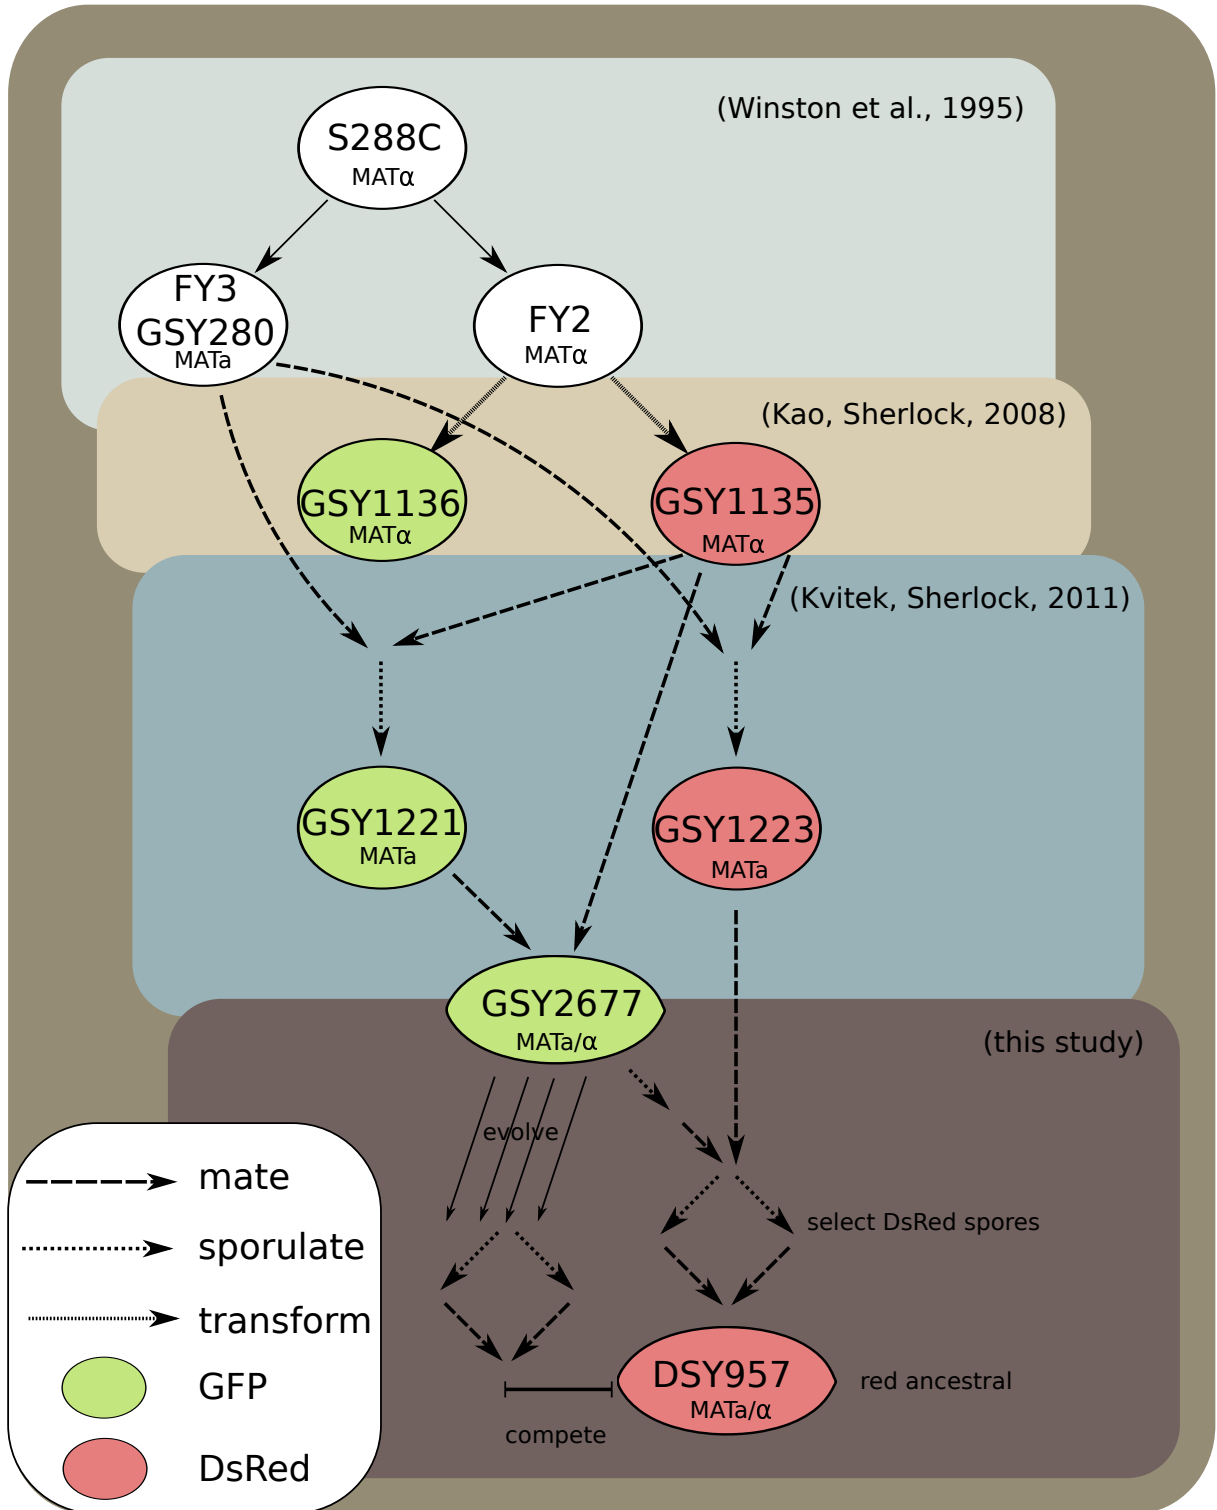 (Winston et al., 1995)
S288C
MATα
FY3
GSY280
MATa
FY2
MATα
(Kao, Sherlock, 2008)
GSY1136
MATα
GSY1135
MATα
(Kvitek, Sherlock, 2011)
GSY1221
MATa
GSY1223
MATa
GSY2677
MATa/α
(this study)
evolve
select DsRed spores
DSY957
MATa/α
red ancestral
compete
mate
sporulate
transform
GFP
DsRed